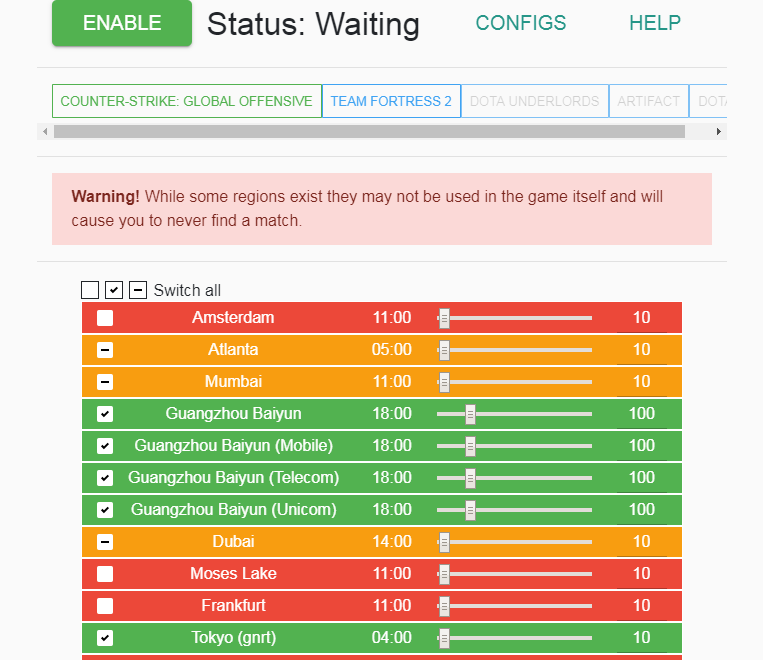 ENABLE Status: Waiting CONFIGS HELP
COUNTER-STRIKE: GLOBAL OFFENSIVE TEAM FORTRESS 2 DOTA UNDERLORDS ARTIFACT DOTA
Warning! While some regions exist they may not be used in the game itself and will
cause you to never find a match.
Switch all
Amsterdam 11:00 10
Atlanta 05:00 10
Mumbai 11:00 10
Guangzhou Baiyun 18:00 100
Guangzhou Baiyun (Mobile) 18:00 100
Guangzhou Baiyun (Telecom) 18:00 100
Guangzhou Baiyun (Unicom) 18:00 100
Dubai 14:00 10
Moses Lake 11:00 10
Frankfurt 11:00 10
Tokyo (gnrt) 04:00 10